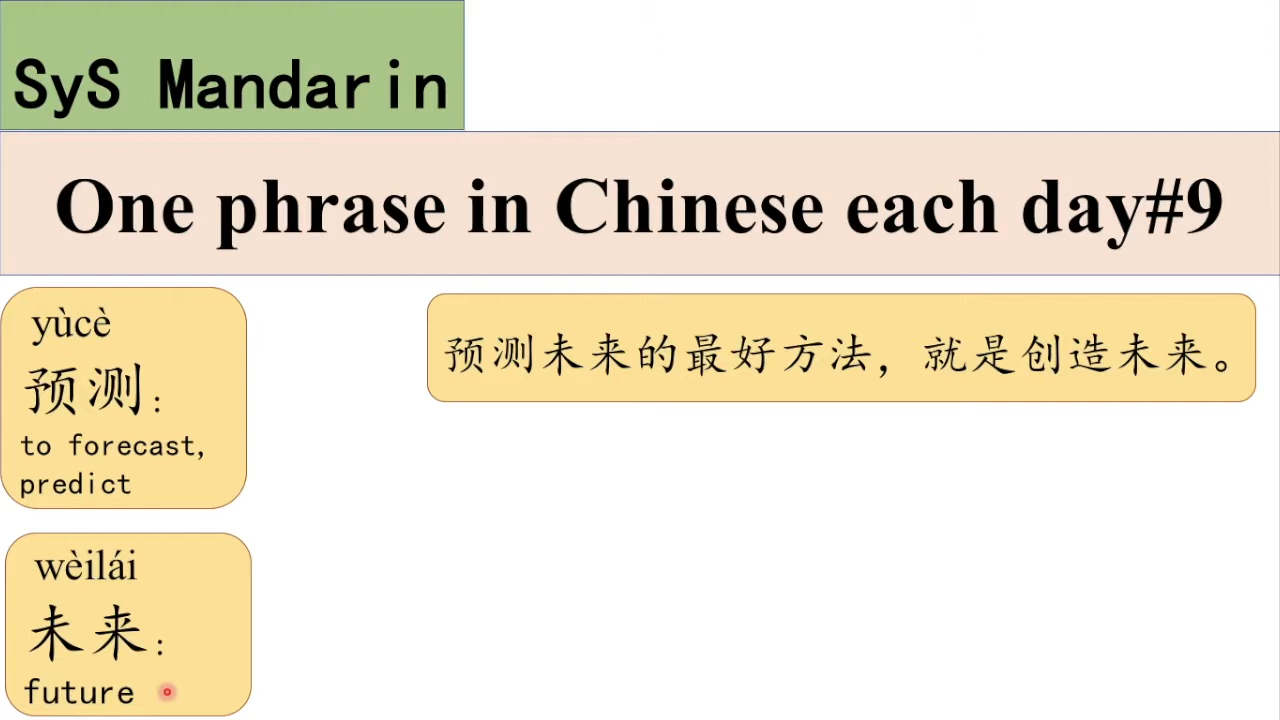 SyS Mandarin
One phrase in Chinese each day#9
yùcè
预测：
to forecast,
predict
预测未来的最好方法，就是创造未来。
wèilái
未来：
future